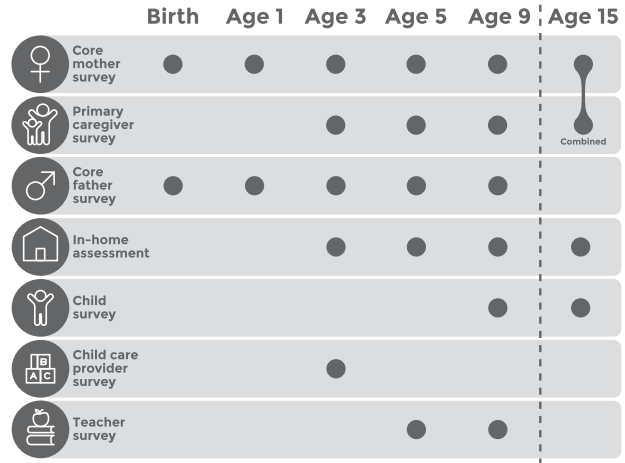 Birth Age 1 Age 3 Age 5 Age 9 Age 15
Core
mother
survey
Primary
caregiver
survey
Combined
Core
father
survey
In-home
assessment
Child
survey
B
A C
Child care
provider
survey
Teacher
survey